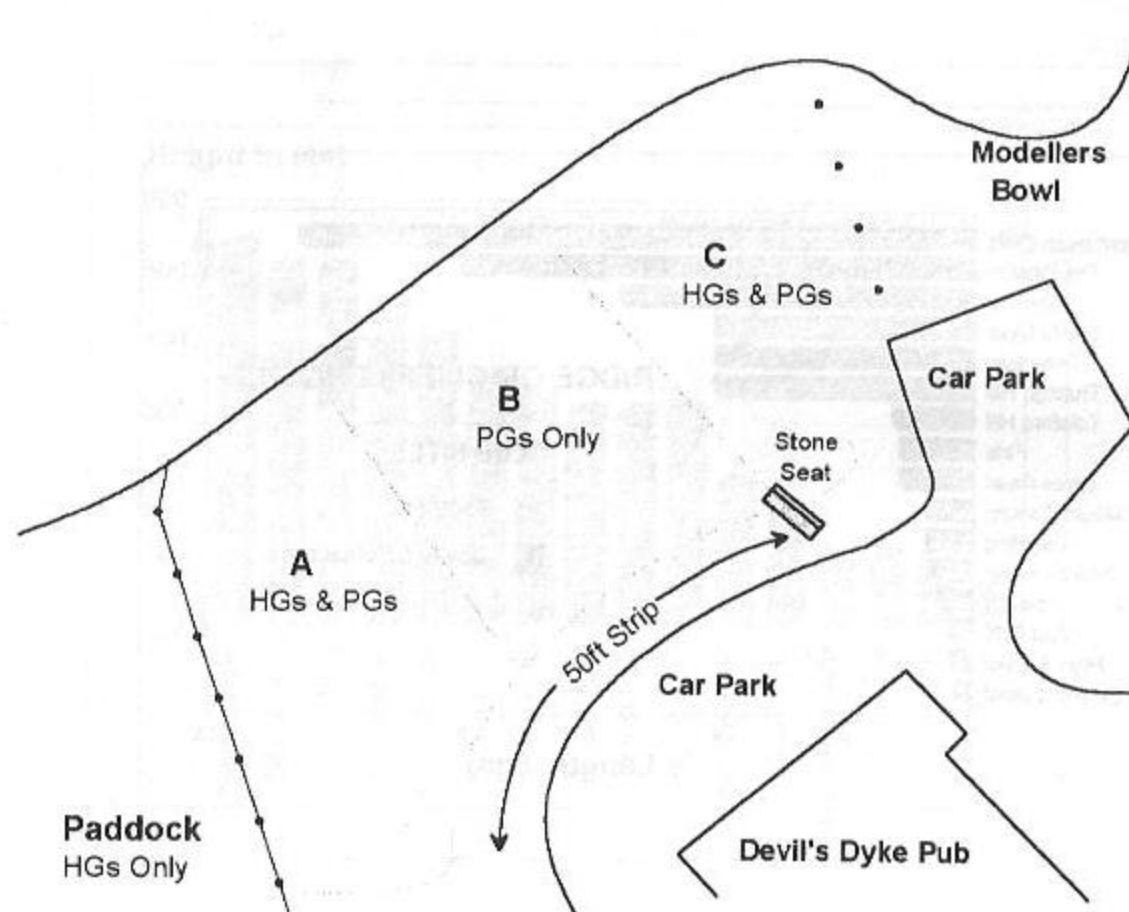 Modellers
Bowl
C
HGs & PGs
Car Park
B
PGs Only
Stone
Seat
A
HGs & PGs
50ft Strip
Car Park
Paddock
HGs Only
Devil's Dyke Pub